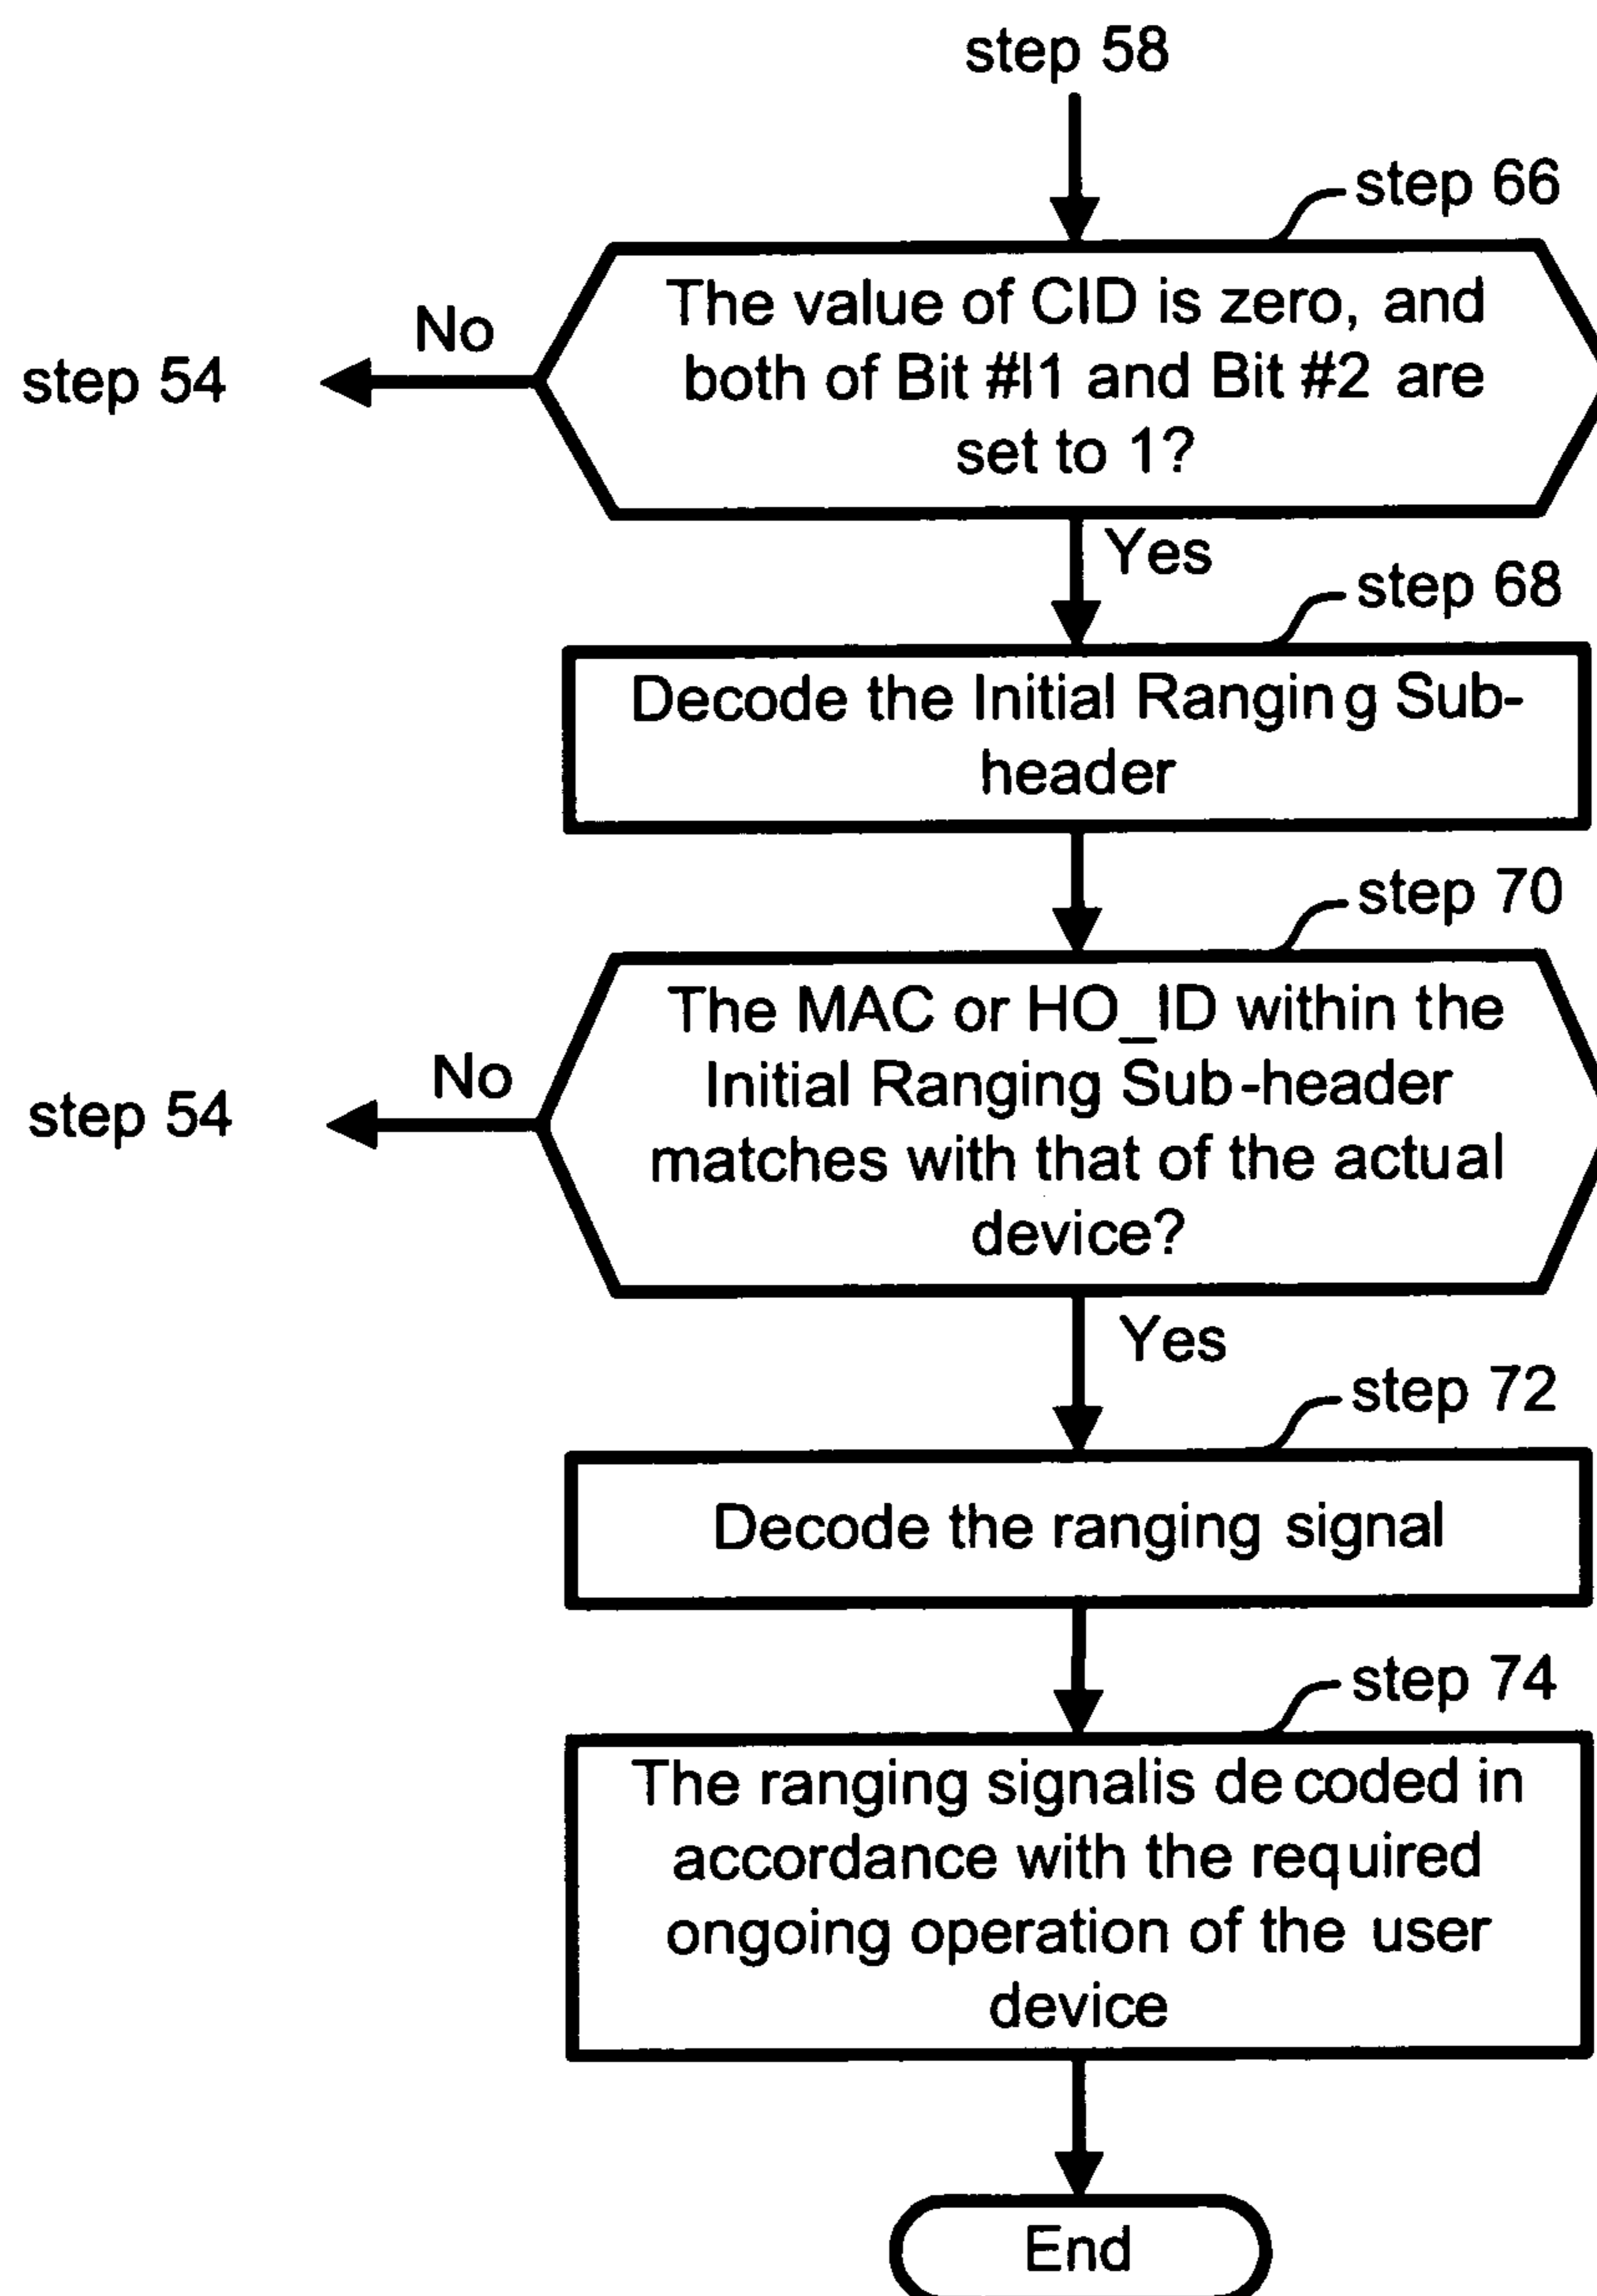 step 58
step 66
The value of CID is zero, and
both of Bit #I1 and Bit #2 are
set to 1?
No
step 54
Yes
step 68
Decode the Initial Ranging Sub-
header
step 70
The MAC or HO_ID within the
Initial Ranging Sub-header
matches with that of the actual
device?
No
step 54
Yes
step 72
Decode the ranging signal
step 74
The ranging signalis decoded in
accordance with the required
ongoing operation of the user
device
End